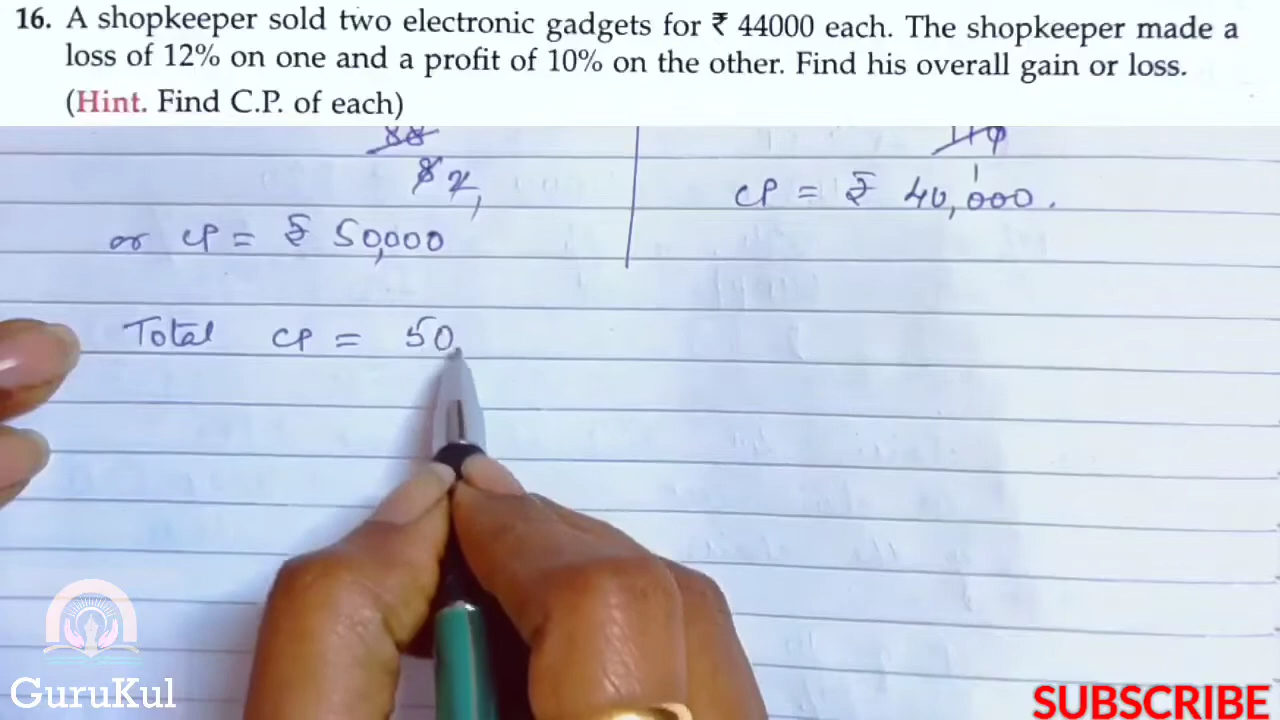 16. A shopkeeper sold two electronic gadgets for ₹ 44000 each. The shopkeeper made a
loss of 12% on one and a profit of 10% on the other. Find his overall gain or loss.
(Hint. Find C.P. of each)
88
8 2,
110
1
CP = ₹ 40,000.
or CP = ₹ 50,000
Total CP = 50
GuruKul
SUBSCRIBE